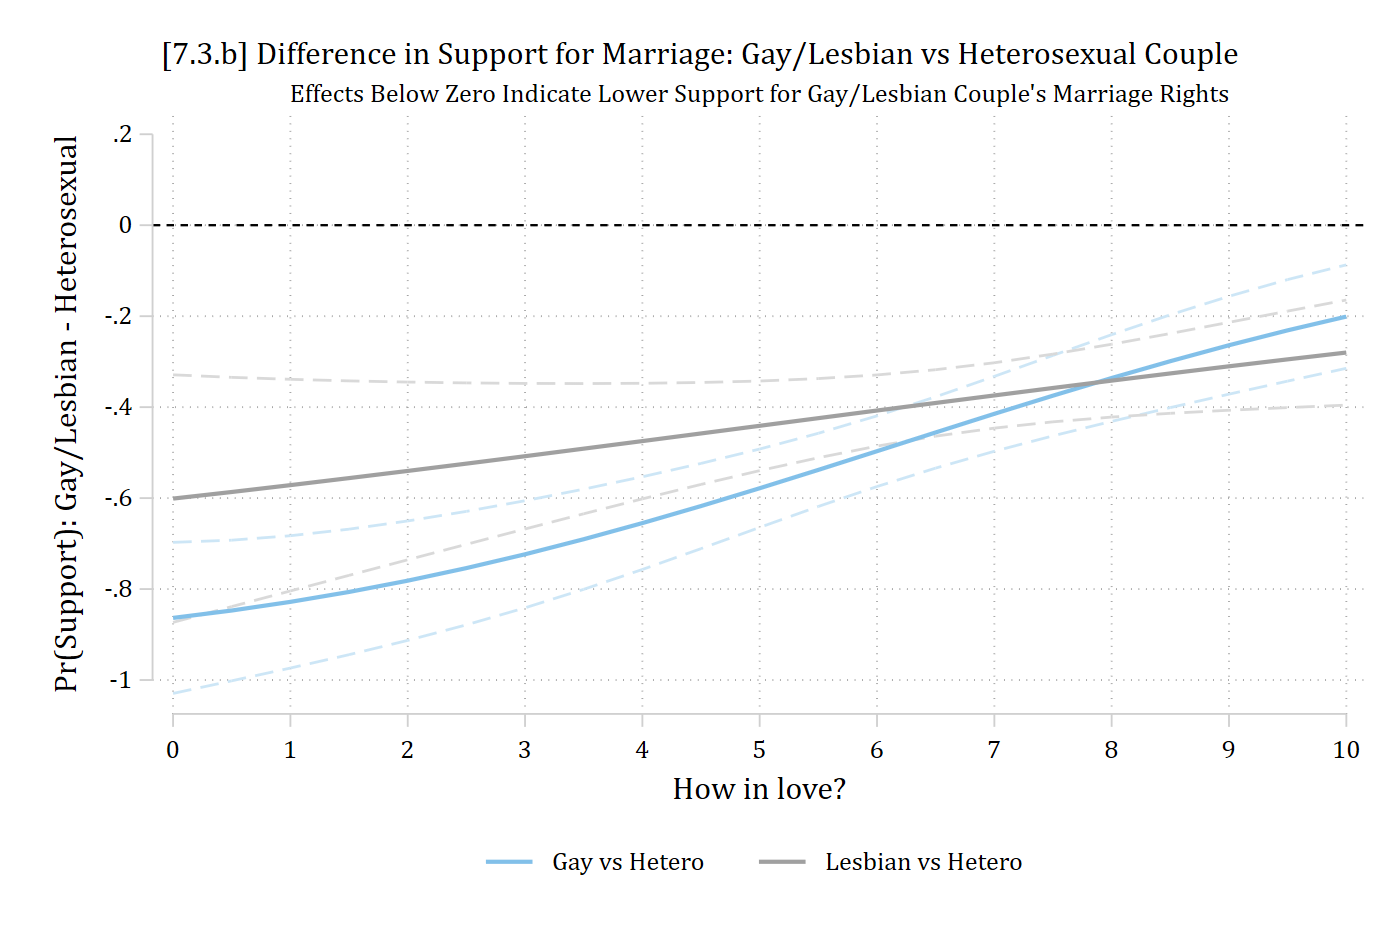 [7.3.b] Difference in Support for Marriage: Gay/Lesbian vs Heterosexual Couple
Effects Below Zero Indicate Lower Support for Gay/Lesbian Couple's Marriage Rights
Pr(Support): Gay/Lesbian - Heterosexual
.2
0
-.2
-.4
-.6
-.8
-1
0 1 2 3 4 5 6 7 8 9 10
How in love?
Gay vs Hetero Lesbian vs Hetero